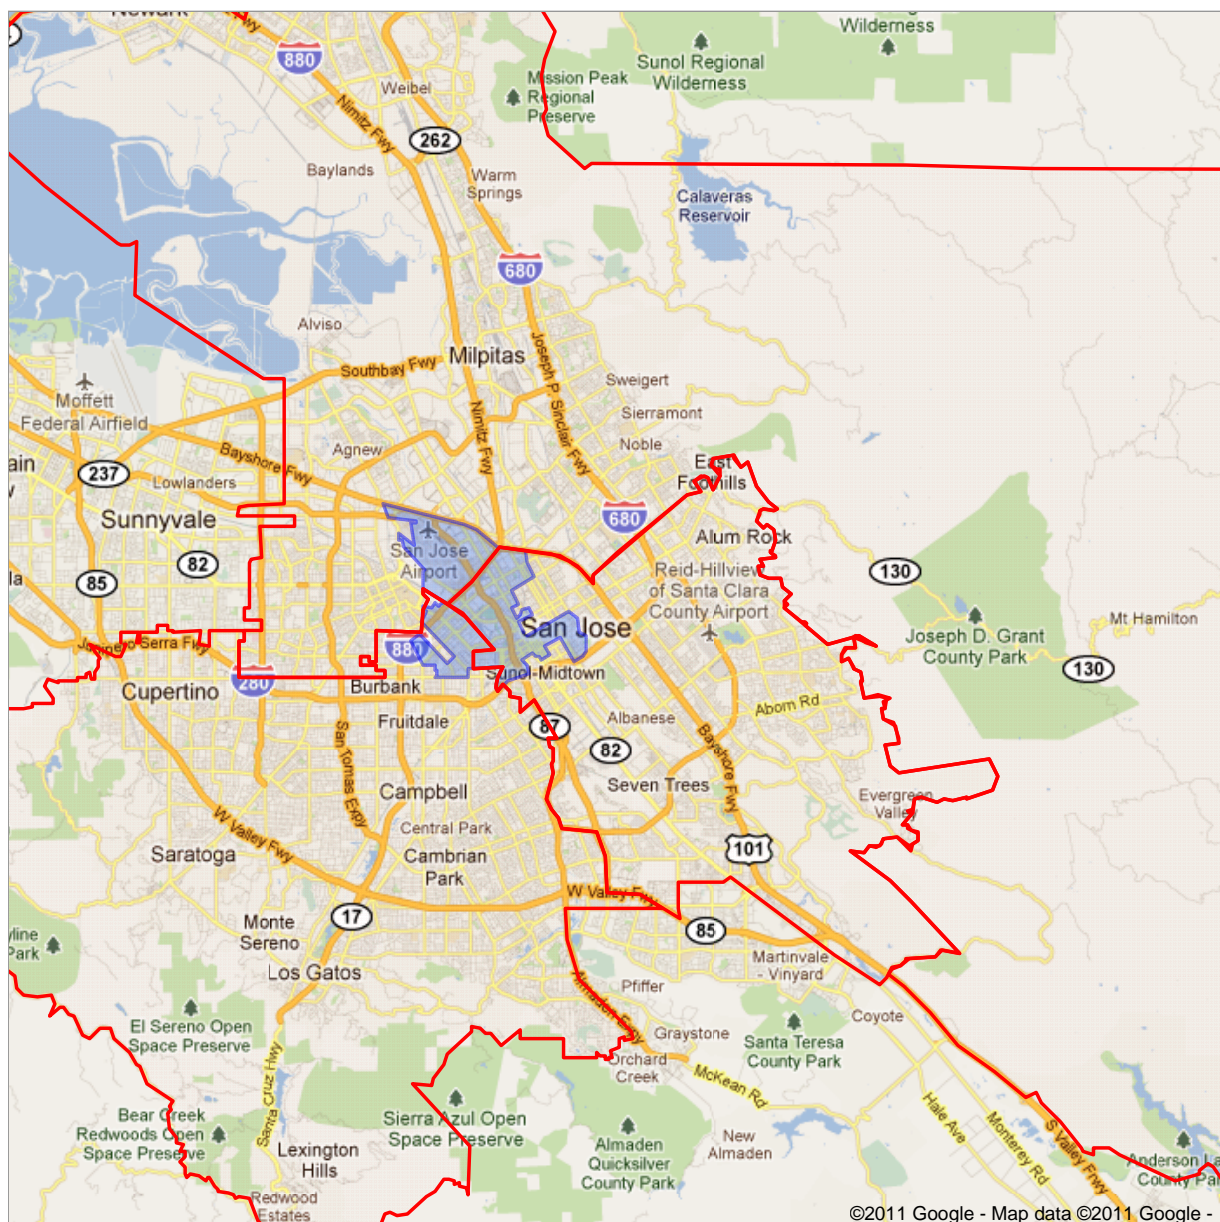 Newark
Fwy
880
Weibel
Nimitz Fwy
262
Mission Peak
Regional
Preserve
Sunol Regional
Wilderness
Wilderness
Baylands
Warm
Springs
Calaveras
Reservoir
680
Alviso
Milpitas
Southbay Fwy
Joseph P. Sinclair Fwy
Sweigert
Sierramont
Noble
Moffett
Federal Airfield
Nimitz Fwy
Agnew
Bayshore Fwy
237
Lowlanders
East
Foothills
Sunnyvale
680
Alum Rock
82
San Jose
Airport
Reid-Hillview
of Santa Clara
County Airport
85
130
Joseph D. Grant
County Park
Mt Hamilton
130
San Jose
Junipero Serra Fwy
880
280
Cupertino
Burbank
Sunol-Midtown
Fruitdale
87
Albanese
Aborn Rd
82
San Tomas Expy
Bayshore Fwy
Seven Trees
Campbell
Evergreen
Valley
W Valley Fwy
Central Park
Saratoga
Cambrian
Park
101
W Valley Fwy
17
85
Monte
Sereno
Los Gatos
Martinvale
- Vinyard
Almaden Expy
Pfiffer
El Sereno Open
Space Preserve
Graystone
Coyote
Santa Teresa
County Park
Orchard
Creek
McKean Rd
Santa Cruz Hwy
Bear Creek
Redwoods Open
Space Preserve
Sierra Azul Open
Space Preserve
Hale Ave
Monterey Rd
S Valley Frwy
Lexington
Hills
Almaden
Quicksilver
County Park
New
Almaden
Anderson La
County Par
Redwood
Estates
©2011 Google - Map data ©2011 Google -